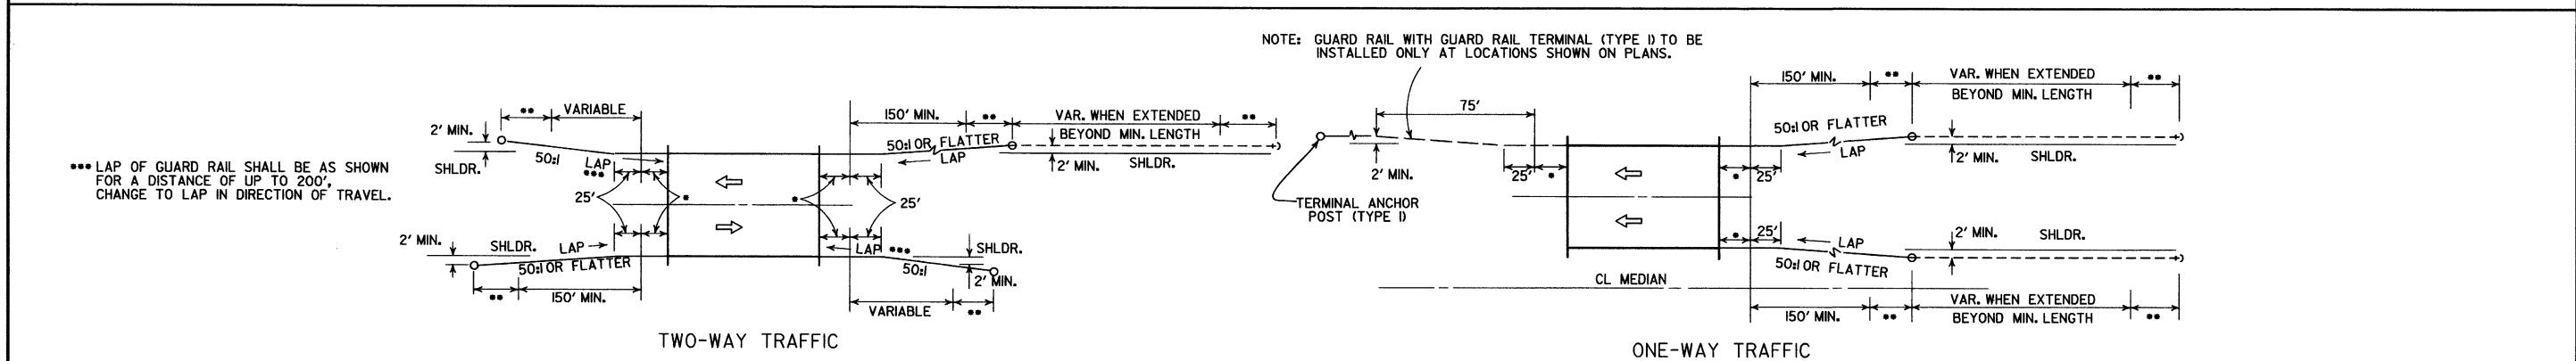 NOTE: GUARD RAIL WITH GUARD RAIL TERMINAL (TYPE I) TO BE
INSTALLED ONLY AT LOCATIONS SHOWN ON PLANS.
*** LAP OF GUARD RAIL SHALL BE AS SHOWN
FOR A DISTANCE OF UP TO 200',
CHANGE TO LAP IN DIRECTION OF TRAVEL.
** VARIABLE
2' MIN.
SHLDR.
50:1
LAP
***
25'
*
150' MIN. ** VAR. WHEN EXTENDED **
BEYOND MIN. LENGTH
50:1 OR FLATTER
LAP
2' MIN. SHLDR.
* 25'
2' MIN. SHLDR. LAP
50:1 OR FLATTER
** 150' MIN.
LAP *** SHLDR.
50:1
2' MIN.
VARIABLE **
TWO-WAY TRAFFIC
75'
2' MIN.
25' *
TERMINAL ANCHOR
POST (TYPE I)
150' MIN. ** VAR. WHEN EXTENDED **
BEYOND MIN. LENGTH
50:1 OR FLATTER
LAP
2' MIN. SHLDR.
* 25'
* 25' LAP
2' MIN. SHLDR.
50:1 OR FLATTER
CL MEDIAN
150' MIN. ** VAR. WHEN EXTENDED **
BEYOND MIN. LENGTH
ONE-WAY TRAFFIC